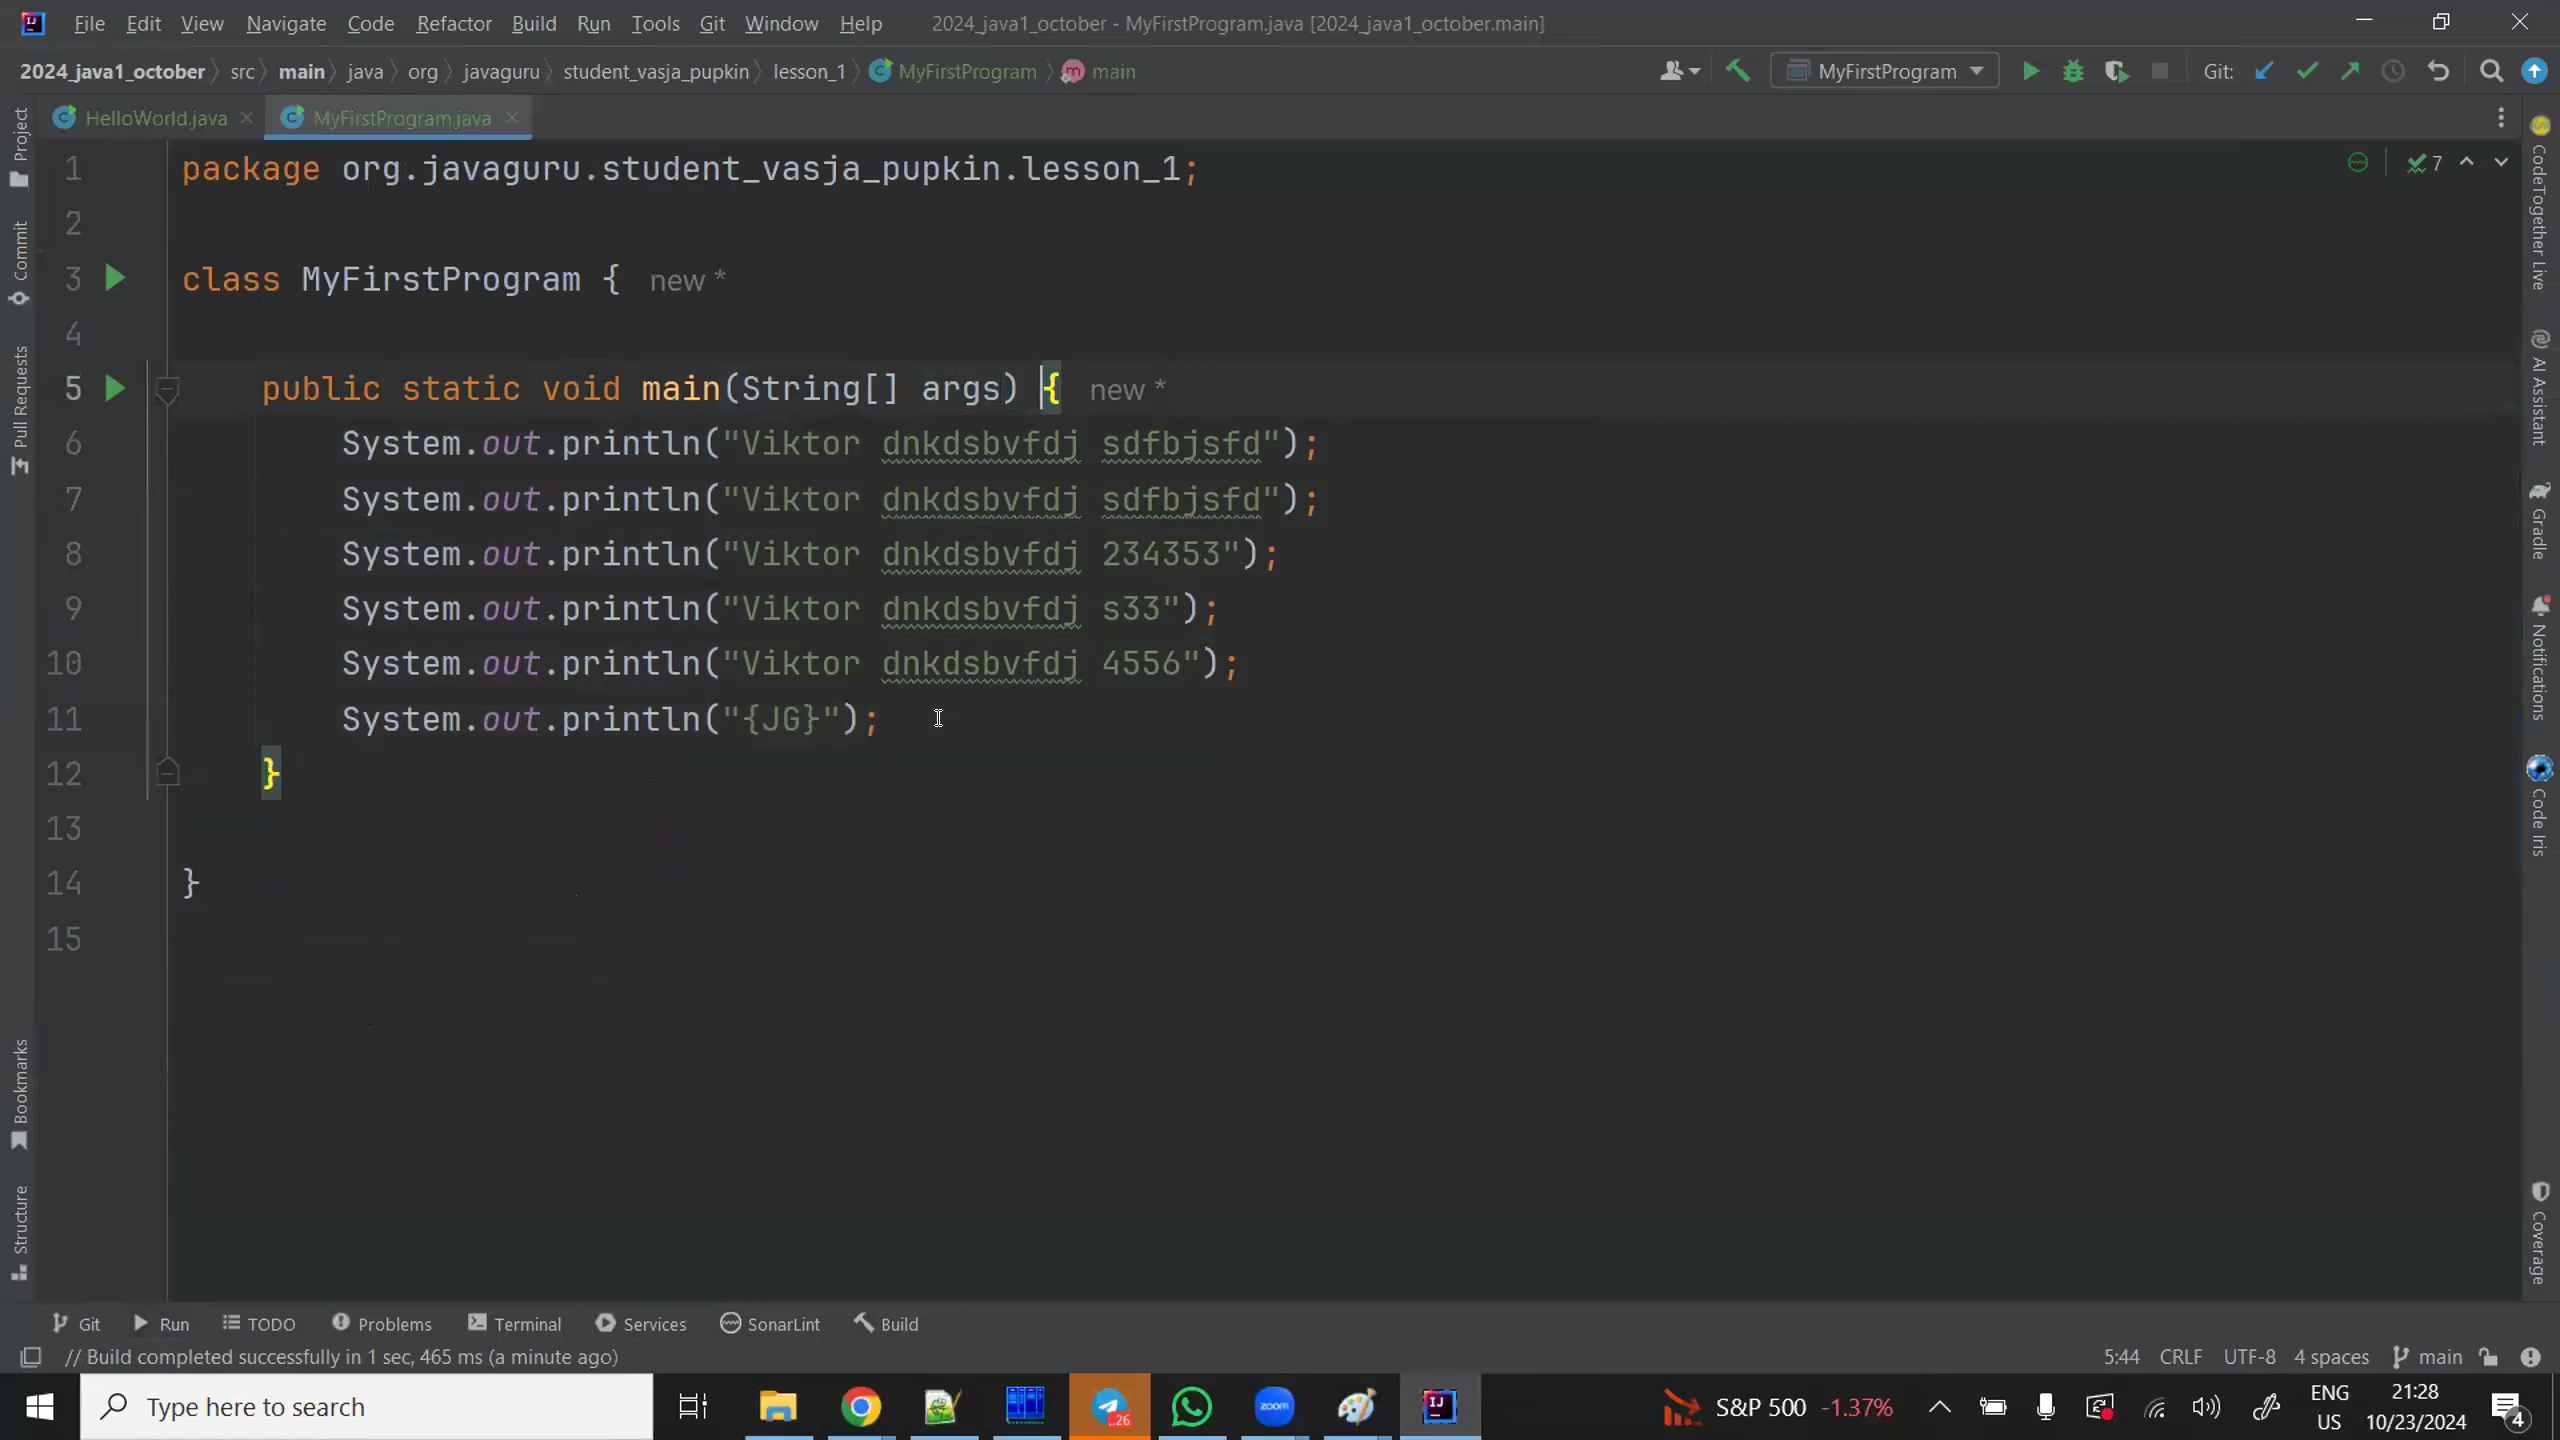 File Edit View Navigate Code Refactor Build Run Tools Git Window Help 2024_java1_october - MyFirstProgram.java [2024_java1_october.main]
2024_java1_october src main java org javaguru student_vasja_pupkin lesson_1 MyFirstProgram main MyFirstProgram Git:
HelloWorld.java MyFirstProgram.java
1 package org.javaguru.student_vasja_pupkin.lesson_1;
7
2
3 class MyFirstProgram { new *
4
5 public static void main(String[] args) { new *
6 System.out.println("Viktor dnkdsbvfdj sdfbjsfd");
7 System.out.println("Viktor dnkdsbvfdj sdfbjsfd");
8 System.out.println("Viktor dnkdsbvfdj 234353");
9 System.out.println("Viktor dnkdsbvfdj s33");
10 System.out.println("Viktor dnkdsbvfdj 4556");
11 System.out.println("{JG}");
12 }
13
14 }
15
Project
Commit
Pull Requests
Bookmarks
Structure
CodeTogether Live
AI Assistant
Gradle
Notifications
Code Iris
Coverage
Git Run TODO Problems Terminal Services SonarLint Build
// Build completed successfully in 1 sec, 465 ms (a minute ago) 5:44 CRLF UTF-8 4 spaces main
Type here to search
..26
zoom
IJ
S&P 500 -1.37%
ENG
US
21:28
10/23/2024
4